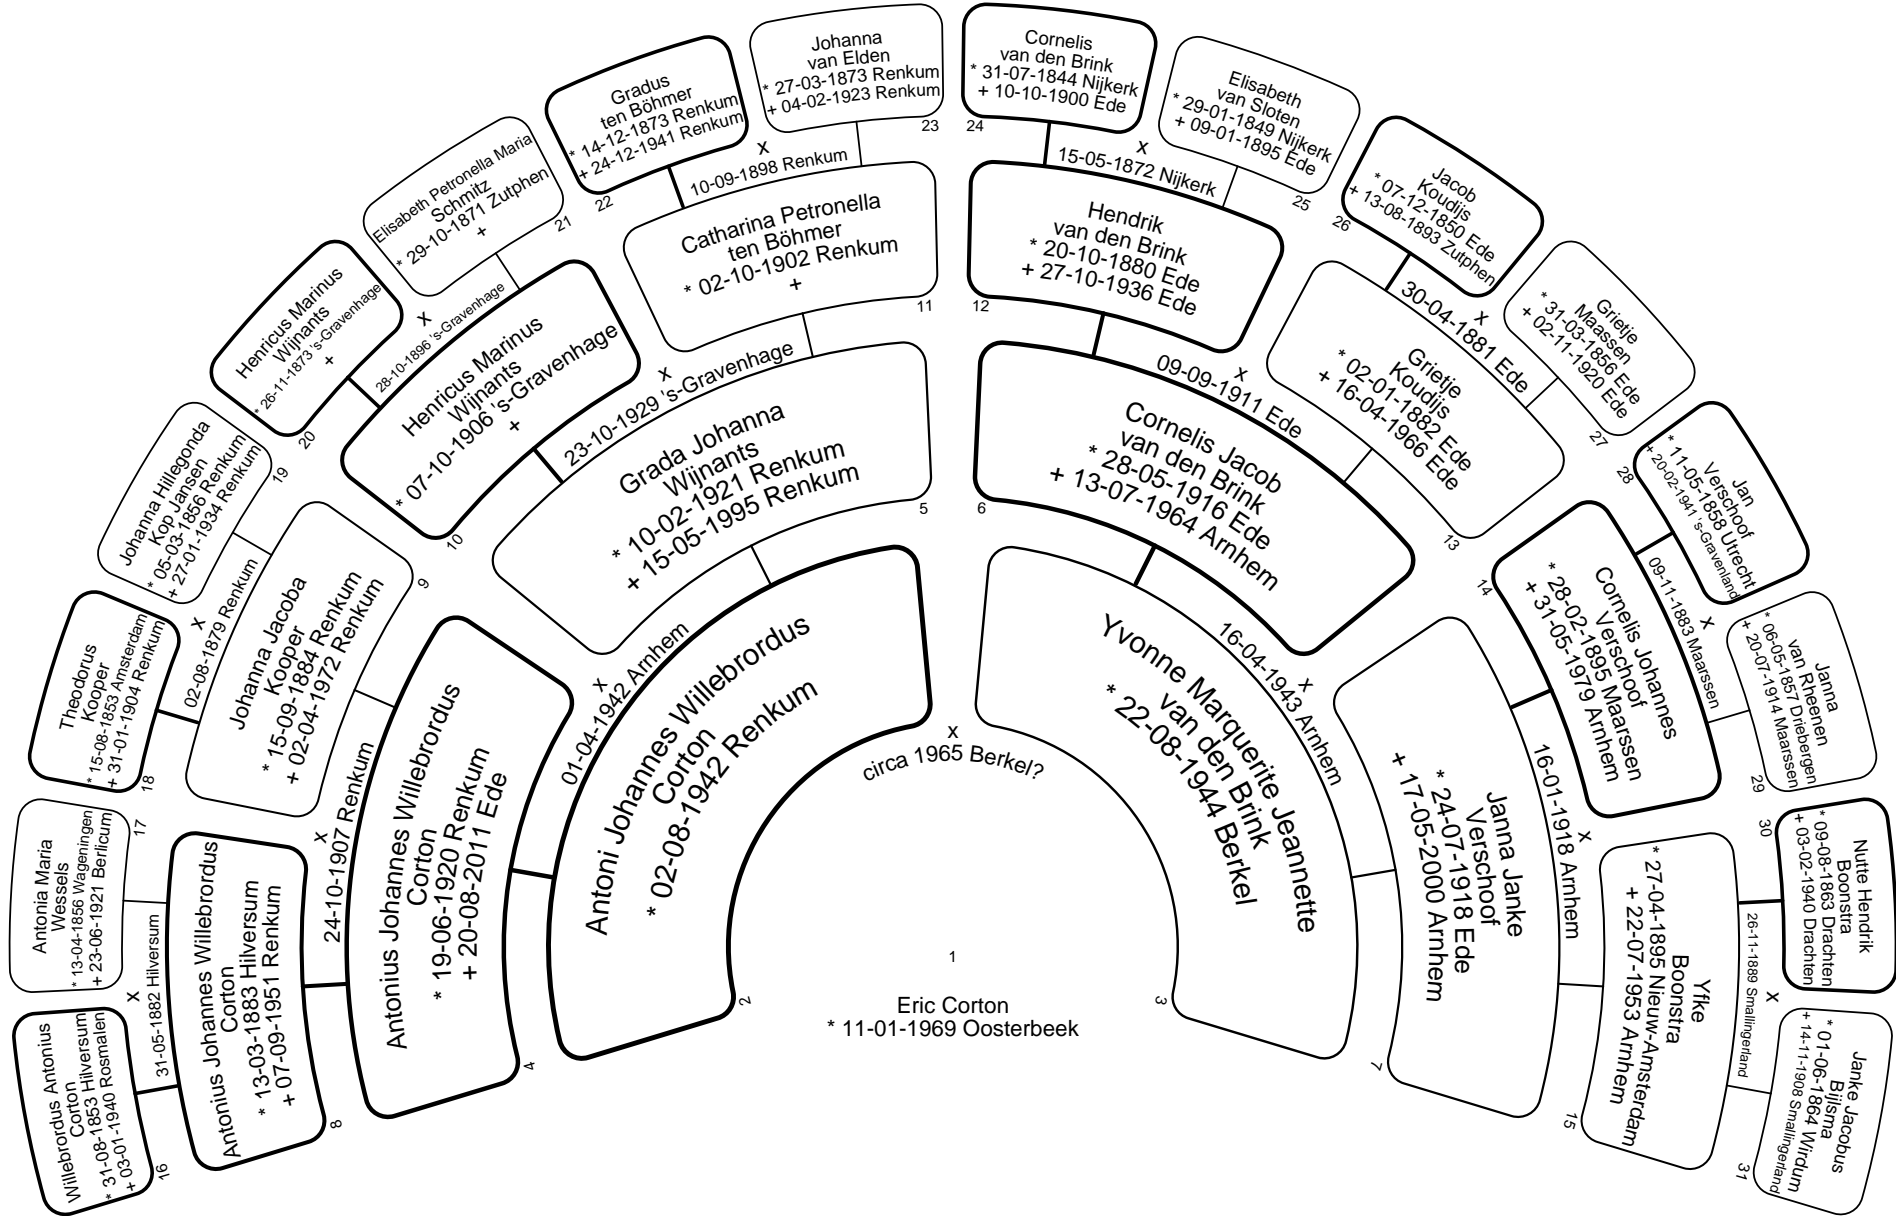 1
Eric Corton
* 11-01-1969 Oosterbeek
Antoni Johannes Willebrordus
Corton
* 02-08-1942 Renkum
2
x
circa 1965 Berkel?
Yvonne Marquerite Jeannette
van den Brink
* 22-08-1944 Berkel
3
Antonius Johannes Willebrordus
Corton
* 19-06-1920 Renkum
+ 20-08-2011 Ede
4
x
01-04-1942 Arnhem
Grada Johanna
Wijnants
* 10-02-1921 Renkum
+ 15-05-1995 Renkum
5
Cornelis Jacob
van den Brink
* 28-05-1916 Ede
+ 13-07-1964 Arnhem
6
x
16-04-1943 Arnhem
Janna Janke
Verschoof
* 24-07-1918 Ede
+ 17-05-2000 Arnhem
7
Antonius Johannes Willebrordus
Corton
* 13-03-1883 Hilversum
+ 07-09-1951 Renkum
8
x
24-10-1907 Renkum
Johanna Jacoba
Kooper
* 15-09-1884 Renkum
+ 02-04-1972 Renkum
9
Henricus Marinus
Wijnants
* 07-10-1906 's-Gravenhage
+
10
x
23-10-1929 's-Gravenhage
Catharina Petronella
ten Böhmer
* 02-10-1902 Renkum
+
11
Hendrik
van den Brink
* 20-10-1880 Ede
+ 27-10-1936 Ede
12
x
09-09-1911 Ede
Grietje
Koudijs
* 02-01-1882 Ede
+ 16-04-1966 Ede
13
Cornelis Johannes
Verschoof
* 28-02-1895 Maarssen
+ 31-05-1979 Arnhem
14
x
16-01-1918 Arnhem
Yfke
Boonstra
* 27-04-1895 Nieuw-Amsterdam
+ 22-07-1953 Arnhem
15
Willebrordus Antonius
Corton
* 31-08-1853 Hilversum
+ 03-01-1940 Rosmalen
16
x
31-05-1882 Hilversum
Antonia Maria
Wessels
* 13-04-1856 Wageningen
+ 23-06-1921 Berlicum
17
Theodorus
Kooper
* 15-08-1853 Amsterdam
+ 31-01-1904 Renkum
18
x
02-08-1879 Renkum
Johanna Hillegonda
Kop Jansen
* 05-03-1856 Renkum
+ 27-01-1934 Renkum
19
Henricus Marinus
Wijnants
* 26-11-1873 's-Gravenhage
+
20
x
28-10-1896 's-Gravenhage
Elisabeth Petronella Maria
Schmitz
* 29-10-1871 Zutphen
+
21
Gradus
ten Böhmer
* 14-12-1873 Renkum
+ 24-12-1941 Renkum
22
x
10-09-1898 Renkum
Johanna
van Elden
* 27-03-1873 Renkum
+ 04-02-1923 Renkum
23
Cornelis
van den Brink
* 31-07-1844 Nijkerk
+ 10-10-1900 Ede
24
x
15-05-1872 Nijkerk
Elisabeth
van Sloten
* 29-01-1849 Nijkerk
+ 09-01-1895 Ede
25
Jacob
Koudijs
* 07-12-1850 Ede
+ 13-08-1893 Zutphen
26
x
30-04-1881 Ede
Grietje
Maassen
* 31-03-1856 Ede
+ 02-11-1920 Ede
27
Jan
Verschoof
* 11-05-1858 Utrecht
+ 20-02-1941 's-Gravenland
28
x
09-11-1883 Maarssen
Janna
van Rheenen
* 06-05-1857 Driebergen
+ 20-07-1914 Maarssen
29
Nutte Hendrik
Boonstra
* 09-08-1863 Drachten
+ 03-02-1940 Drachten
30
x
26-11-1889 Smallingerland
Janke Jacobus
Bijlsma
* 01-06-1864 Wirdum
+ 14-11-1908 Smallingerland
31